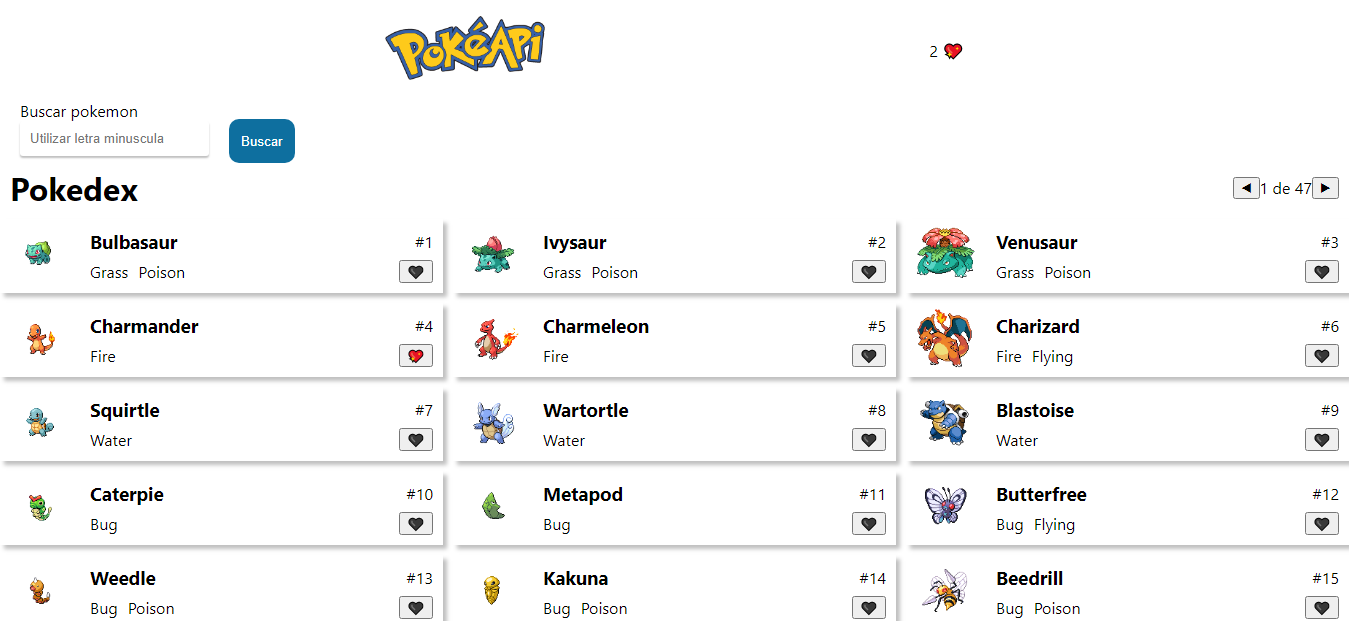 PokéApi
2 💖
Buscar pokemon
Utilizar letra minuscula
Buscar
Pokedex
◀ 1 de 47 ▶
Bulbasaur #1
Grass Poison
Ivysaur #2
Grass Poison
Venusaur #3
Grass Poison
Charmander #4
Fire
Charmeleon #5
Fire
Charizard #6
Fire Flying
Squirtle #7
Water
Wartortle #8
Water
Blastoise #9
Water
Caterpie #10
Bug
Metapod #11
Bug
Butterfree #12
Bug Flying
Weedle #13
Bug Poison
Kakuna #14
Bug Poison
Beedrill #15
Bug Poison